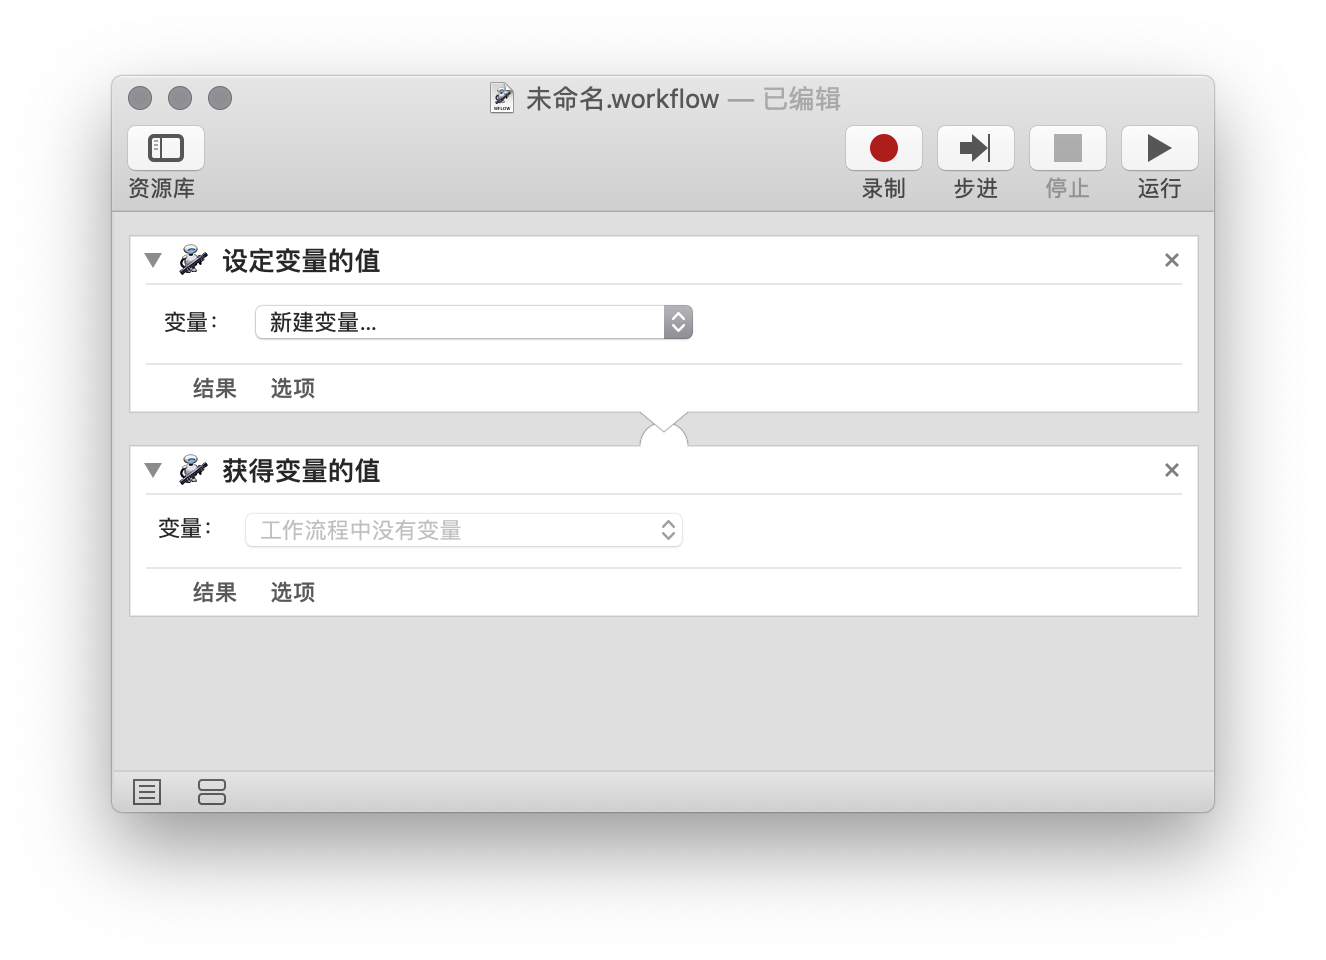 未命名.workflow — 已编辑
资源库 录制 步进 停止 运行
设定变量的值
变量： 新建变量...
结果 选项
获得变量的值
变量： 工作流程中没有变量
结果 选项